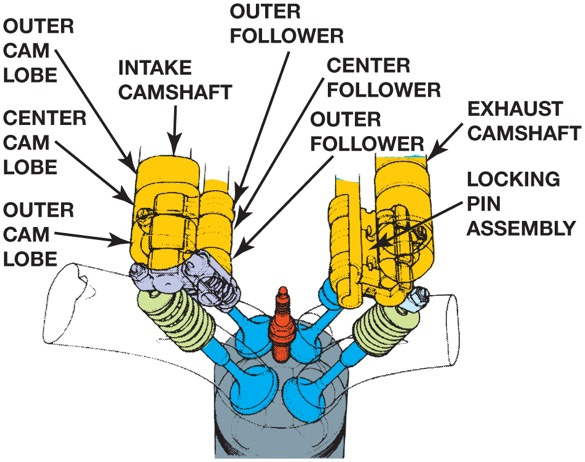 OUTER
CAM
LOBE
CENTER
CAM
LOBE
OUTER
CAM
LOBE
INTAKE
CAMSHAFT
OUTER
FOLLOWER
CENTER
FOLLOWER
OUTER
FOLLOWER
EXHAUST
CAMSHAFT
LOCKING
PIN
ASSEMBLY